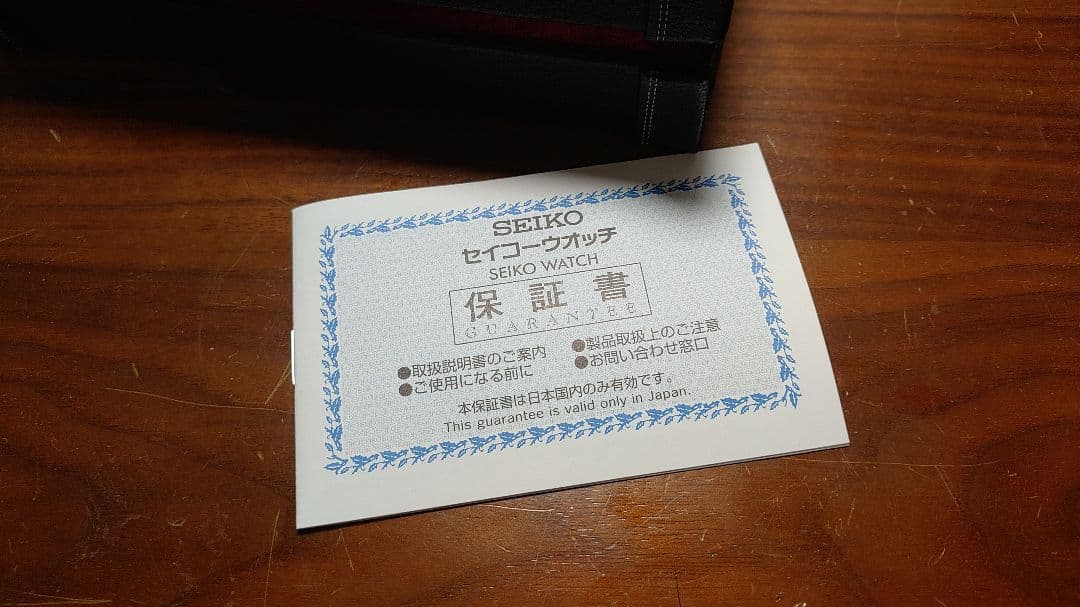 SEIKO
セイコーウオッチ
SEIKO WATCH
保証書
GUARANTEE
●取扱説明書のご案内
●ご使用になる前に
●製品取扱上のご注意
●お問い合わせ窓口
本保証書は日本国内のみ有効です。
This guarantee is valid only in Japan.